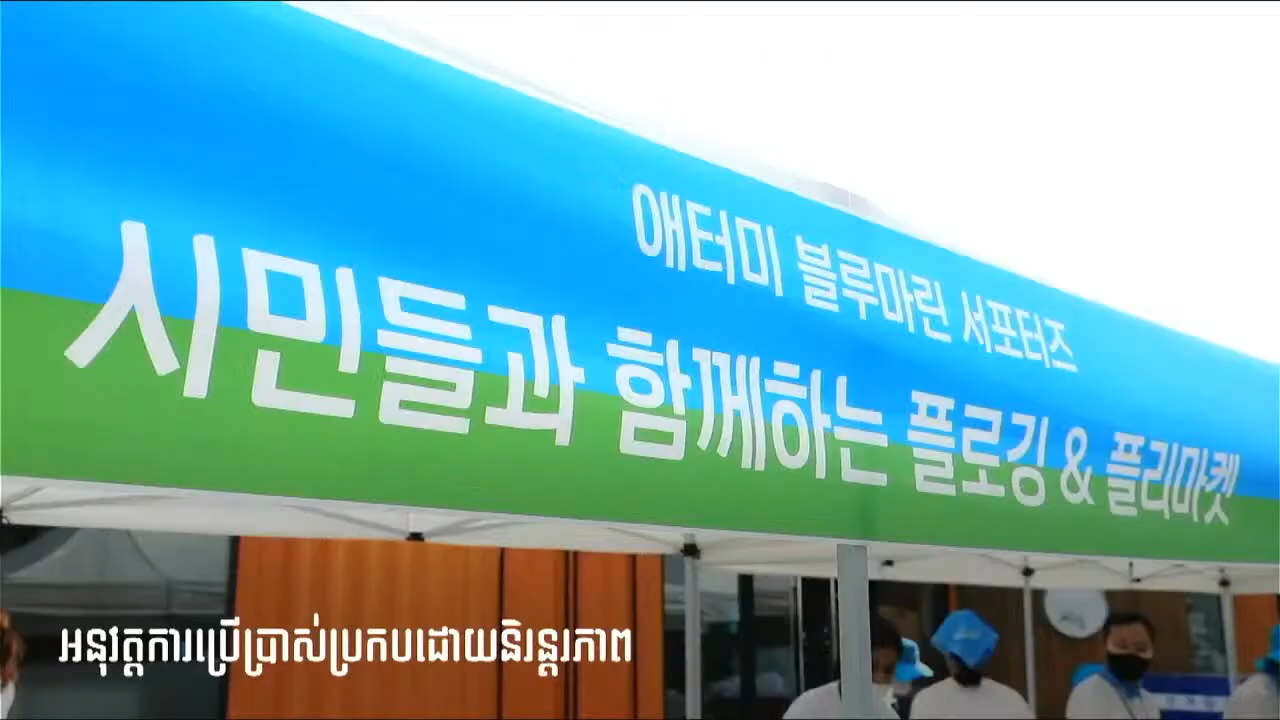 애터미 블루마린 서포터즈
시민들과 함께하는 플로깅 & 플리마켓
អនុវត្តការប្រើប្រាស់ប្រកបដោយនិរន្តរភាព